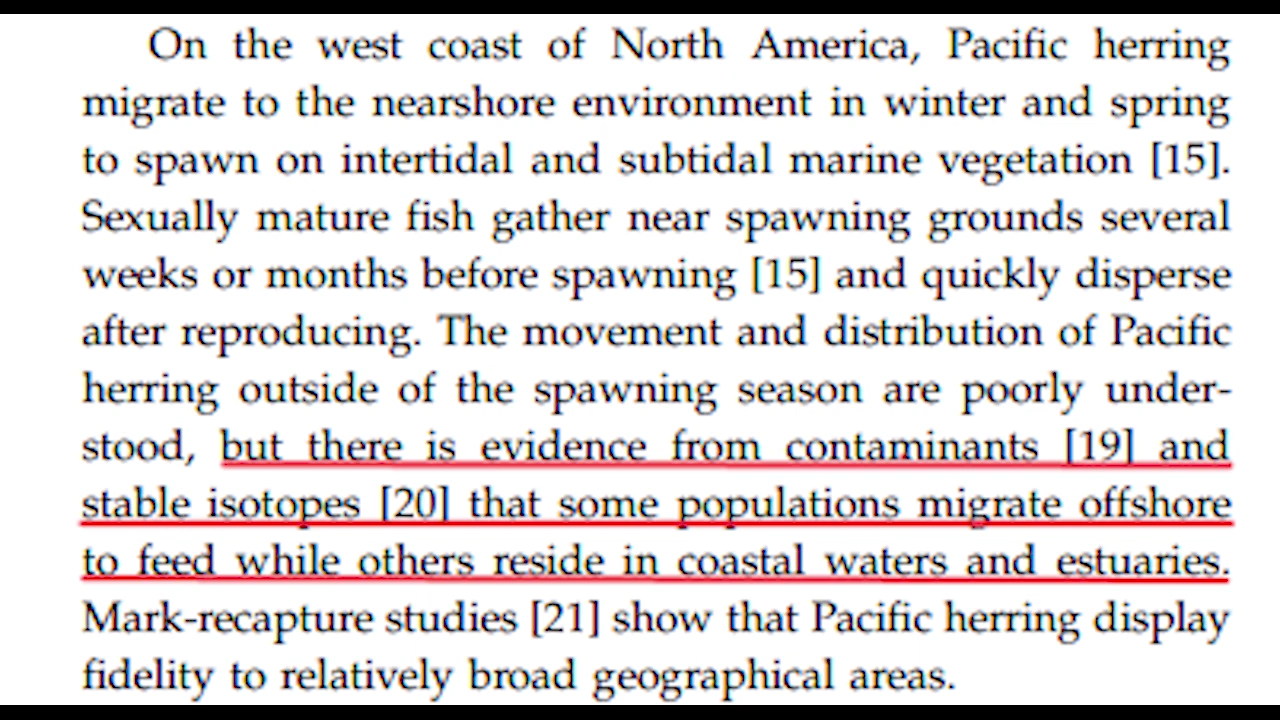 On the west coast of North America, Pacific herring
migrate to the nearshore environment in winter and spring
to spawn on intertidal and subtidal marine vegetation [15].
Sexually mature fish gather near spawning grounds several
weeks or months before spawning [15] and quickly disperse
after reproducing. The movement and distribution of Pacific
herring outside of the spawning season are poorly under-
stood, but there is evidence from contaminants [19] and
stable isotopes [20] that some populations migrate offshore
to feed while others reside in coastal waters and estuaries.
Mark-recapture studies [21] show that Pacific herring display
fidelity to relatively broad geographical areas.